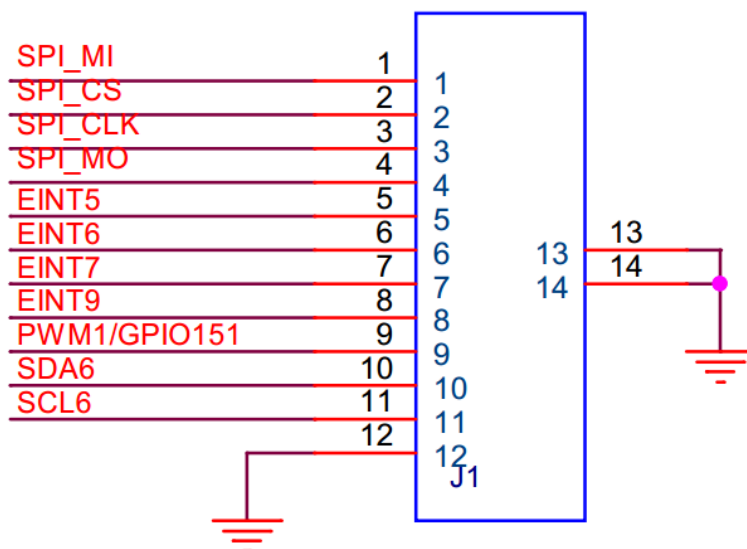 SPI_MI 1 1
SPI_CS 2 2
SPI_CLK 3 3
SPI_MO 4 4
EINT5 5 5
EINT6 6 6 13 13
EINT7 7 7 14 14
EINT9 8 8
PWM1/GPIO151 9 9
SDA6 10 10
SCL6 11 11
12 12
J1